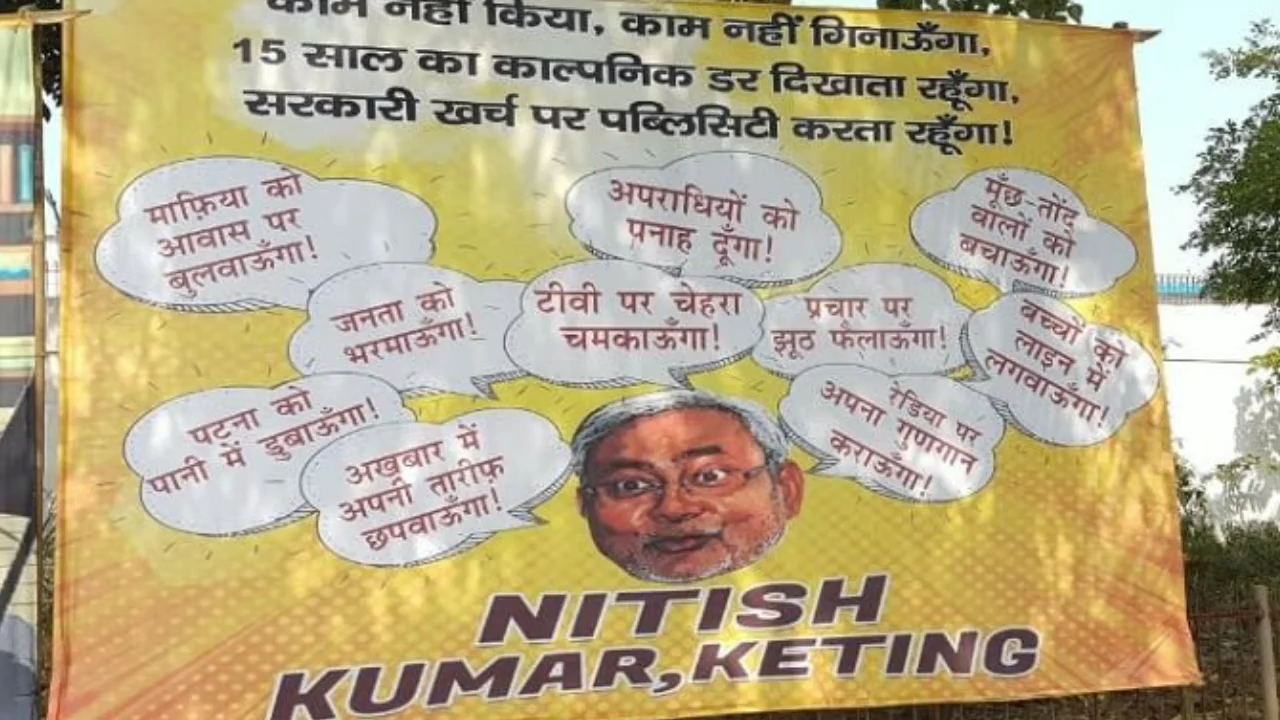 काम नहीं किया, काम नहीं गिनाऊँगा,
15 साल का काल्पनिक डर दिखाता रहूँगा,
सरकारी खर्च पर पब्लिसिटी करता रहूँगा!
माफ़िया को
आवास पर
बुलवाऊँगा!
अपराधियों को
पनाह दूँगा!
मूँछ-तोंद
वालों को
बचाऊँगा!
जनता को
भरमाऊँगा!
टीवी पर चेहरा
चमकाऊँगा!
प्रचार पर
झूठ फैलाऊँगा!
बच्चों को
लाइन में
लगवाऊँगा!
पटना को
पानी में डुबाऊँगा!
अखबार में
अपनी तारीफ़
छपवाऊँगा!
रेडिया पर
अपना गुणगान
कराऊँगा!
NITISH
KUMAR,KETING